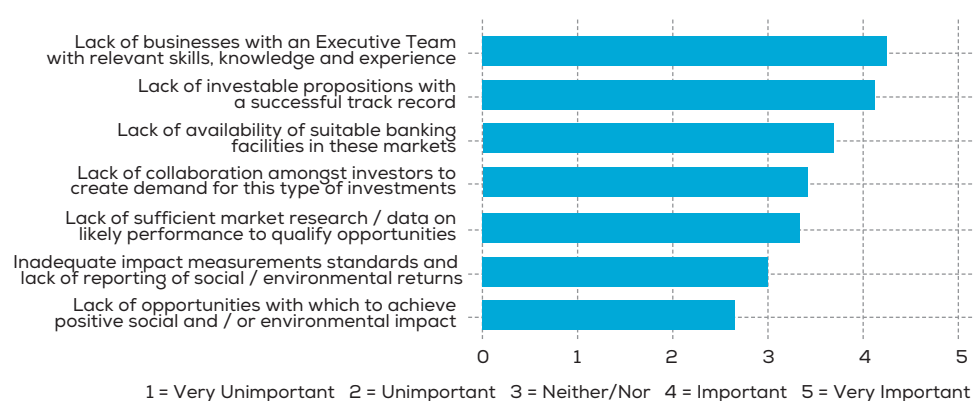 Lack of businesses with an Executive Team
with relevant skills, knowledge and experience
Lack of investable propositions with
a successful track record
Lack of availability of suitable banking
facilities in these markets
Lack of collaboration amongst investors to
create demand for this type of investments
Lack of sufficient market research / data on
likely performance to qualify opportunities
Inadequate impact measurements standards and
lack of reporting of social / environmental returns
Lack of opportunities with which to achieve
positive social and / or environmental impact
0 1 2 3 4 5
1 = Very Unimportant 2 = Unimportant 3 = Neither/Nor 4 = Important 5 = Very Important